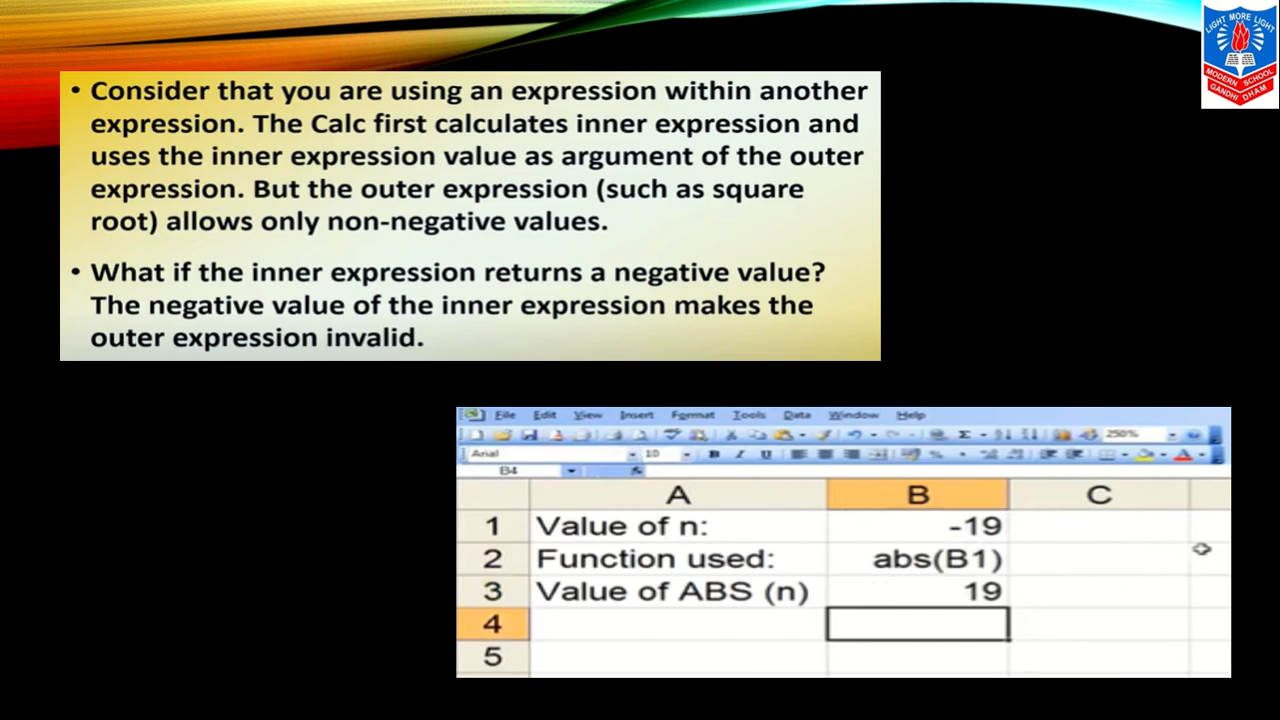 LIGHT MORE LIGHT
MODERN SCHOOL
GANDHI DHAM
• Consider that you are using an expression within another
expression. The Calc first calculates inner expression and
uses the inner expression value as argument of the outer
expression. But the outer expression (such as square
root) allows only non-negative values.
• What if the inner expression returns a negative value?
The negative value of the inner expression makes the
outer expression invalid.
File Edit View Insert Format Tools Data Window Help
250%
Arial 10 B I U %
B4 fx
A B C
1 Value of n: -19
2 Function used: abs(B1)
3 Value of ABS (n) 19
4
5